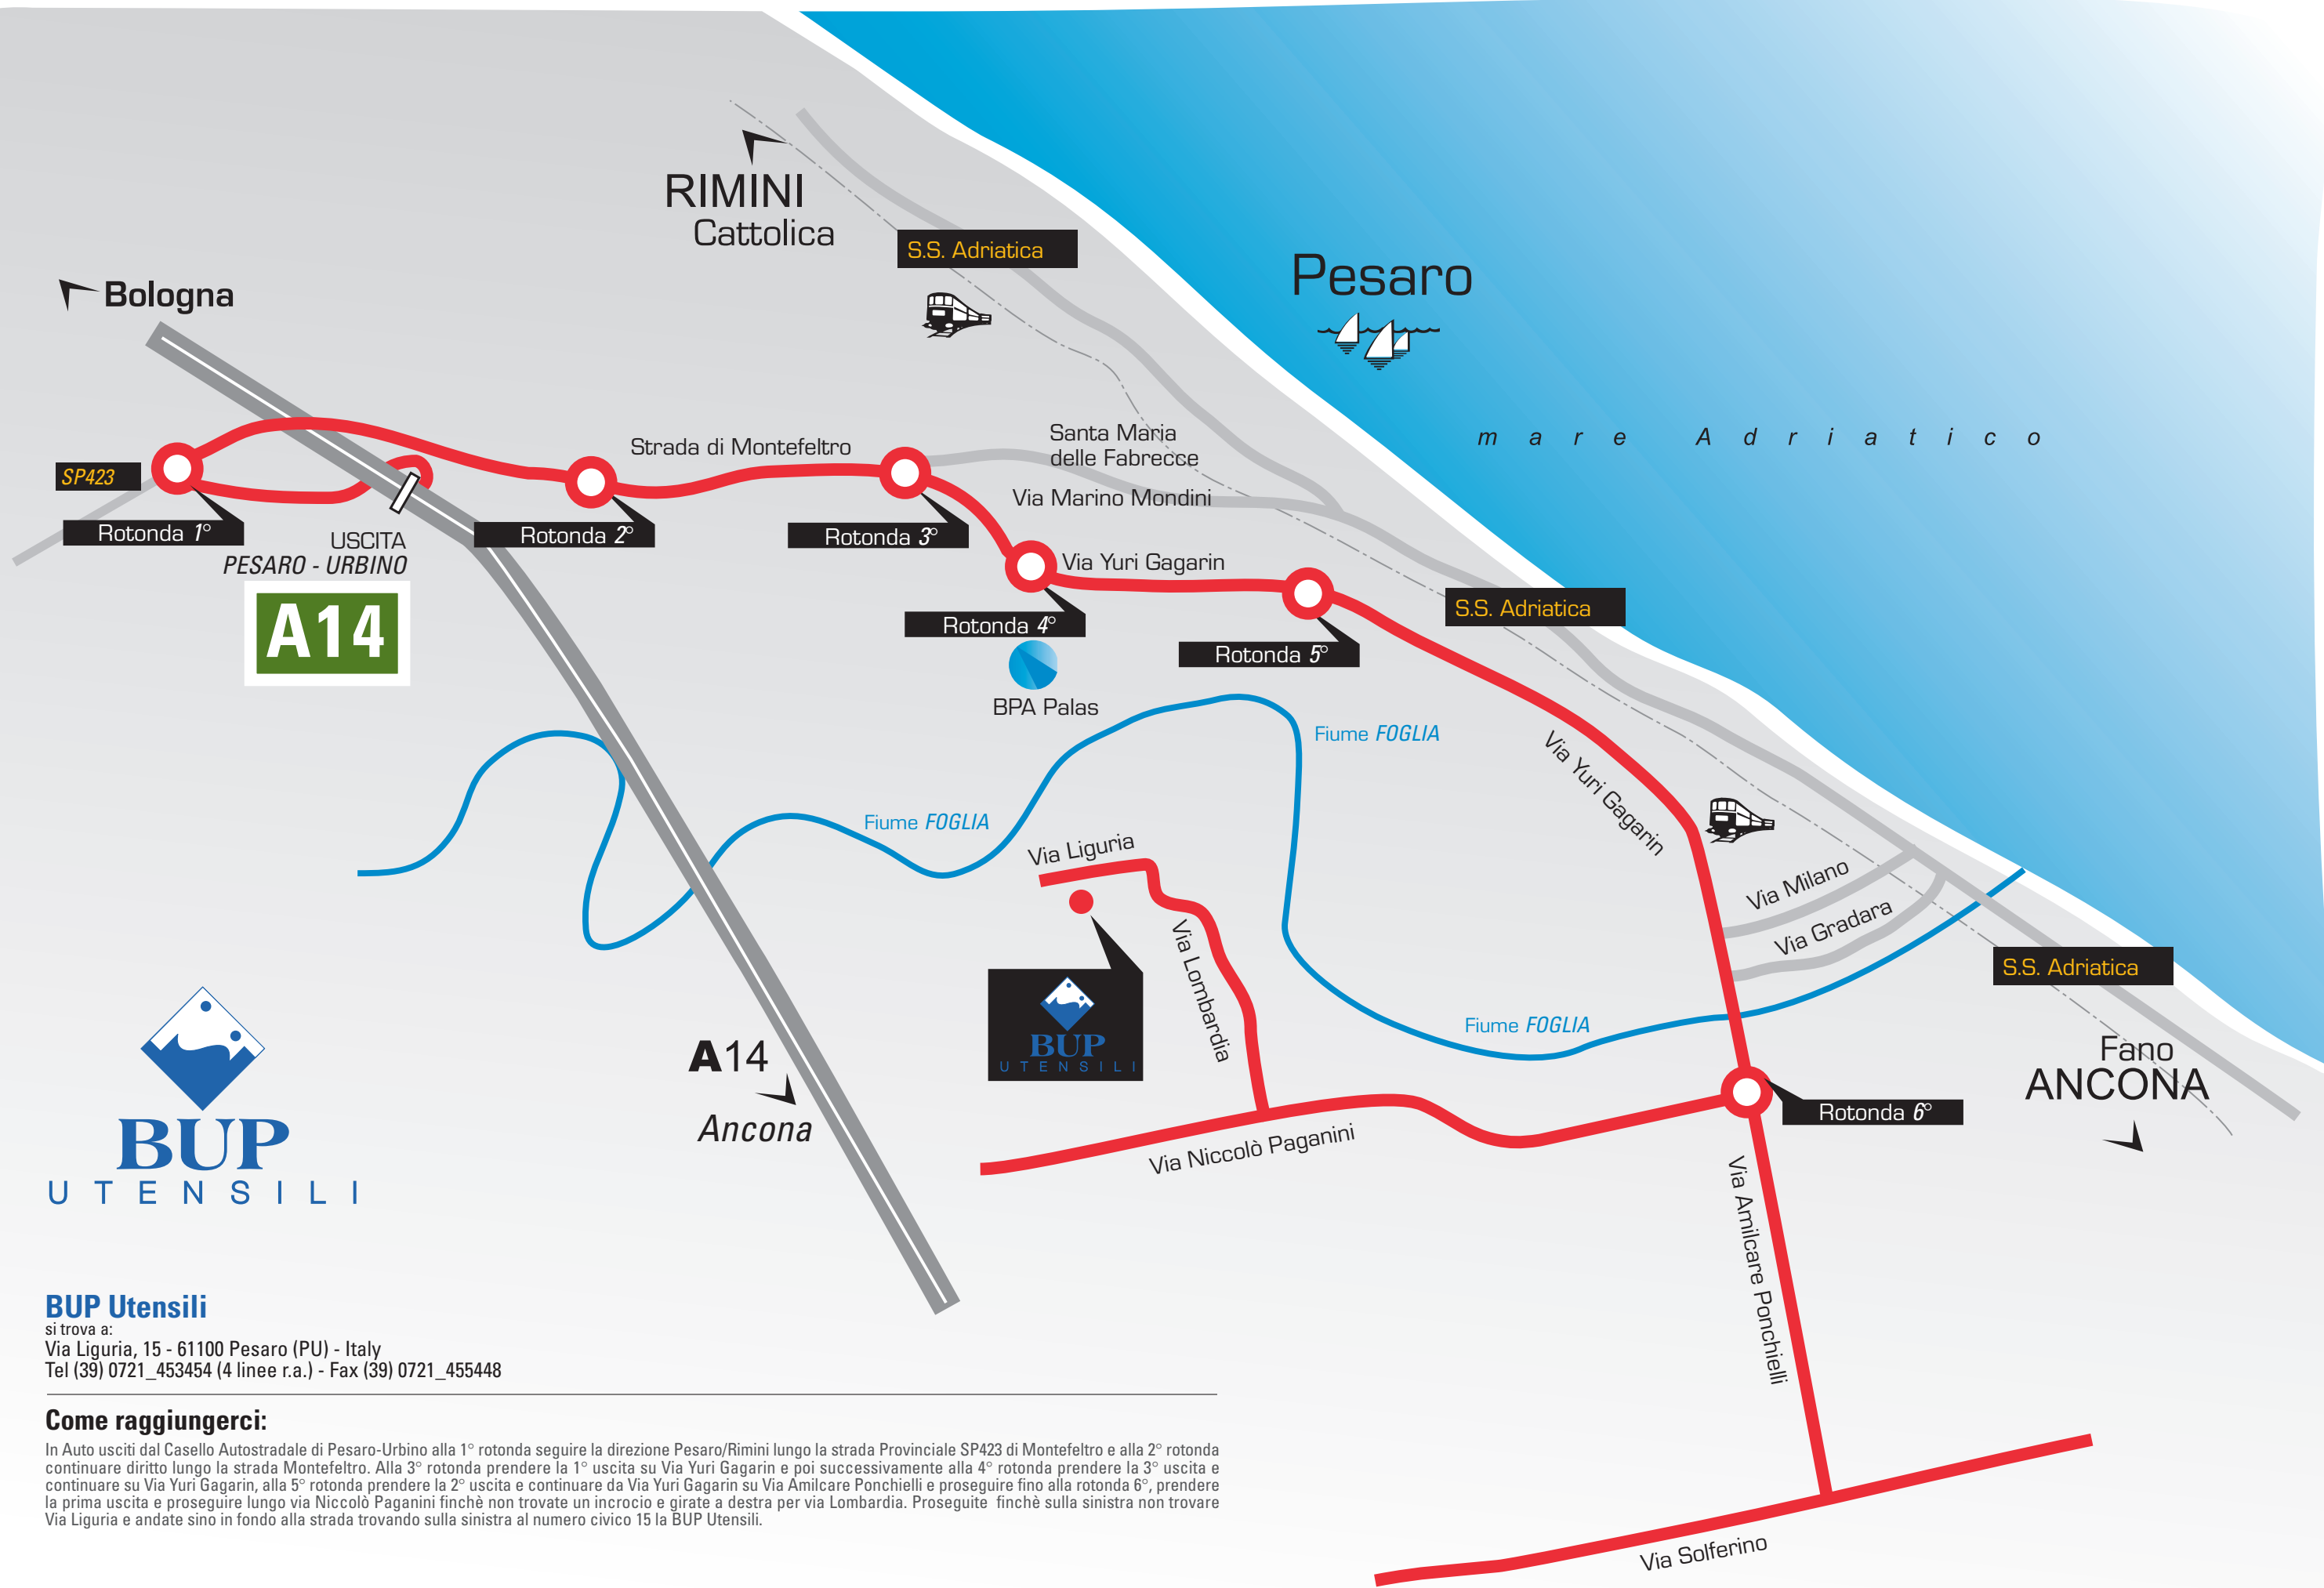 RIMINI
Cattolica
S.S. Adriatica
Pesaro
Bologna
mare Adriatico
Strada di Montefeltro
Santa Maria
delle Fabrecce
SP423
Via Marino Mondini
Rotonda 1°
Rotonda 2°
Rotonda 3°
USCITA
PESARO - URBINO
A14
Via Yuri Gagarin
Rotonda 4°
S.S. Adriatica
Rotonda 5°
BPA Palas
Fiume FOGLIA
Via Yuri Gagarin
Fiume FOGLIA
Via Liguria
Via Milano
Via Gradara
Via Lombardia
S.S. Adriatica
BUP
UTENSILI
Fiume FOGLIA
A14
Ancona
Fano
ANCONA
Rotonda 6°
Via Niccolò Paganini
BUP
UTENSILI
Via Amilcare Ponchielli
Via Solferino
BUP Utensili
si trova a:
Via Liguria, 15 - 61100 Pesaro (PU) - Italy
Tel (39) 0721_453454 (4 linee r.a.) - Fax (39) 0721_455448
Come raggiungerci:
In Auto usciti dal Casello Autostradale di Pesaro-Urbino alla 1° rotonda seguire la direzione Pesaro/Rimini lungo la strada Provinciale SP423 di Montefeltro e alla 2° rotonda
continuare diritto lungo la strada Montefeltro. Alla 3° rotonda prendere la 1° uscita su Via Yuri Gagarin e poi successivamente alla 4° rotonda prendere la 3° uscita e
continuare su Via Yuri Gagarin, alla 5° rotonda prendere la 2° uscita e continuare da Via Yuri Gagarin su Via Amilcare Ponchielli e proseguire fino alla rotonda 6°, prendere
la prima uscita e proseguire lungo via Niccolò Paganini finchè non trovate un incrocio e girate a destra per via Lombardia. Proseguite finchè sulla sinistra non trovare
Via Liguria e andate sino in fondo alla strada trovando sulla sinistra al numero civico 15 la BUP Utensili.